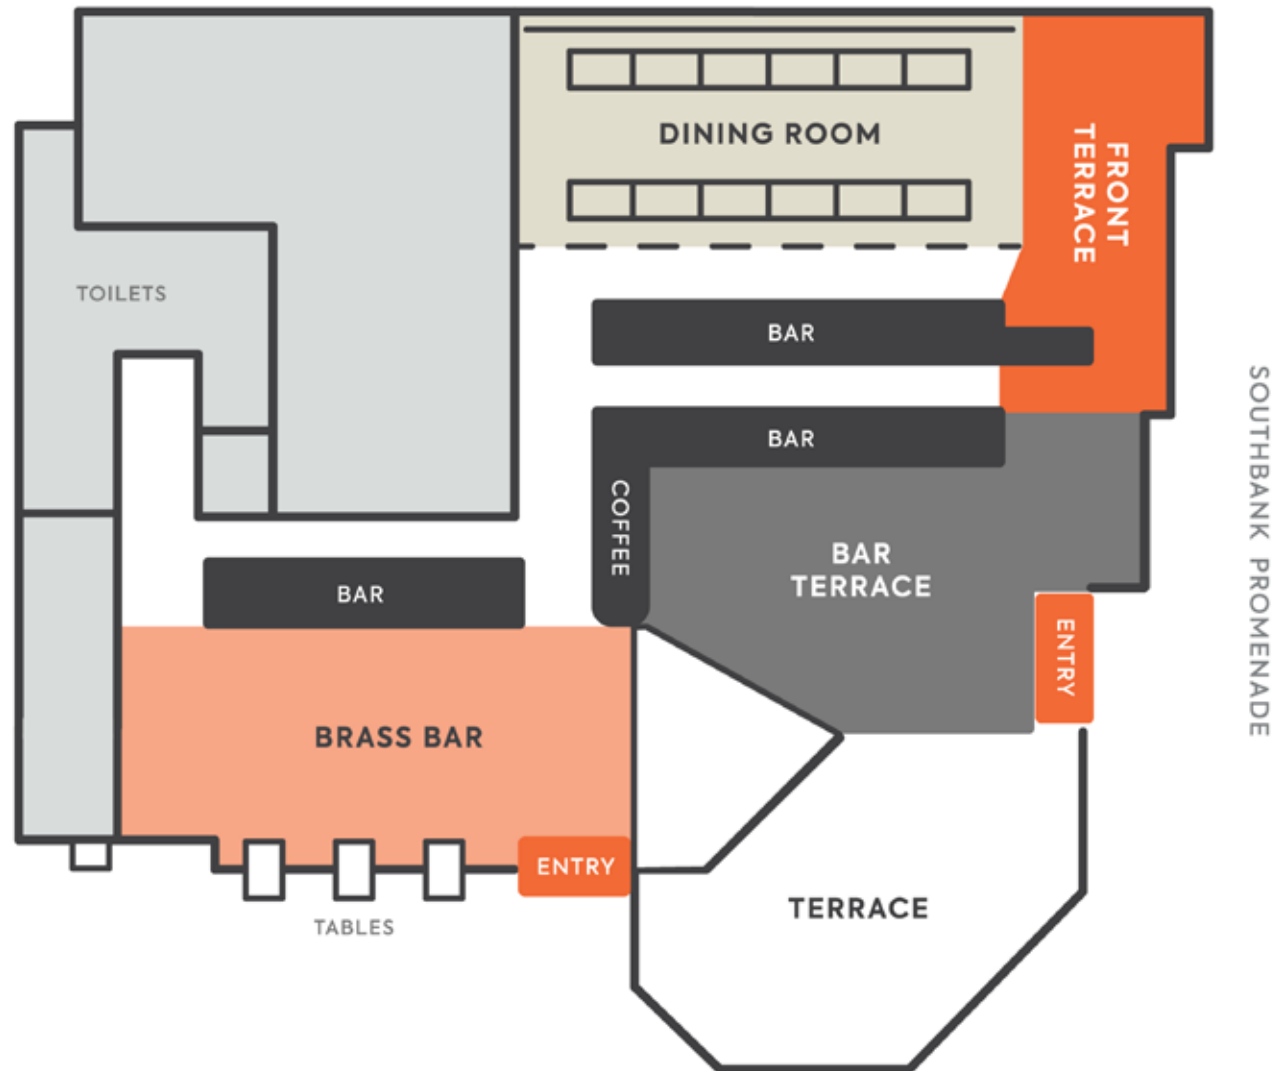 DINING ROOM
FRONT
TERRACE
TOILETS
BAR
BAR
COFFEE
BAR
TERRACE
BAR
ENTRY
SOUTHBANK PROMENADE
BRASS BAR
ENTRY
TERRACE
TABLES